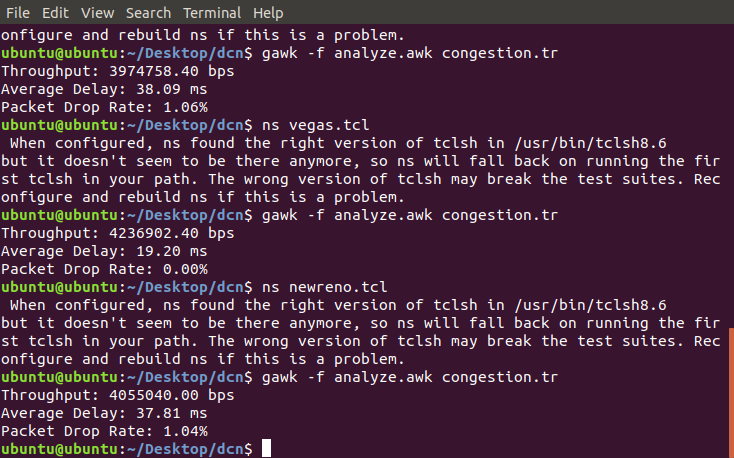 File Edit View Search Terminal Help
onfigure and rebuild ns if this is a problem.
ubuntu@ubuntu:~/Desktop/dcn$ gawk -f analyze.awk congestion.tr
Throughput: 3974758.40 bps
Average Delay: 38.09 ms
Packet Drop Rate: 1.06%
ubuntu@ubuntu:~/Desktop/dcn$ ns vegas.tcl
 When configured, ns found the right version of tclsh in /usr/bin/tclsh8.6
but it doesn't seem to be there anymore, so ns will fall back on running the fir
st tclsh in your path. The wrong version of tclsh may break the test suites. Rec
onfigure and rebuild ns if this is a problem.
ubuntu@ubuntu:~/Desktop/dcn$ gawk -f analyze.awk congestion.tr
Throughput: 4236902.40 bps
Average Delay: 19.20 ms
Packet Drop Rate: 0.00%
ubuntu@ubuntu:~/Desktop/dcn$ ns newreno.tcl
 When configured, ns found the right version of tclsh in /usr/bin/tclsh8.6
but it doesn't seem to be there anymore, so ns will fall back on running the fir
st tclsh in your path. The wrong version of tclsh may break the test suites. Rec
onfigure and rebuild ns if this is a problem.
ubuntu@ubuntu:~/Desktop/dcn$ gawk -f analyze.awk congestion.tr
Throughput: 4055040.00 bps
Average Delay: 37.81 ms
Packet Drop Rate: 1.04%
ubuntu@ubuntu:~/Desktop/dcn$